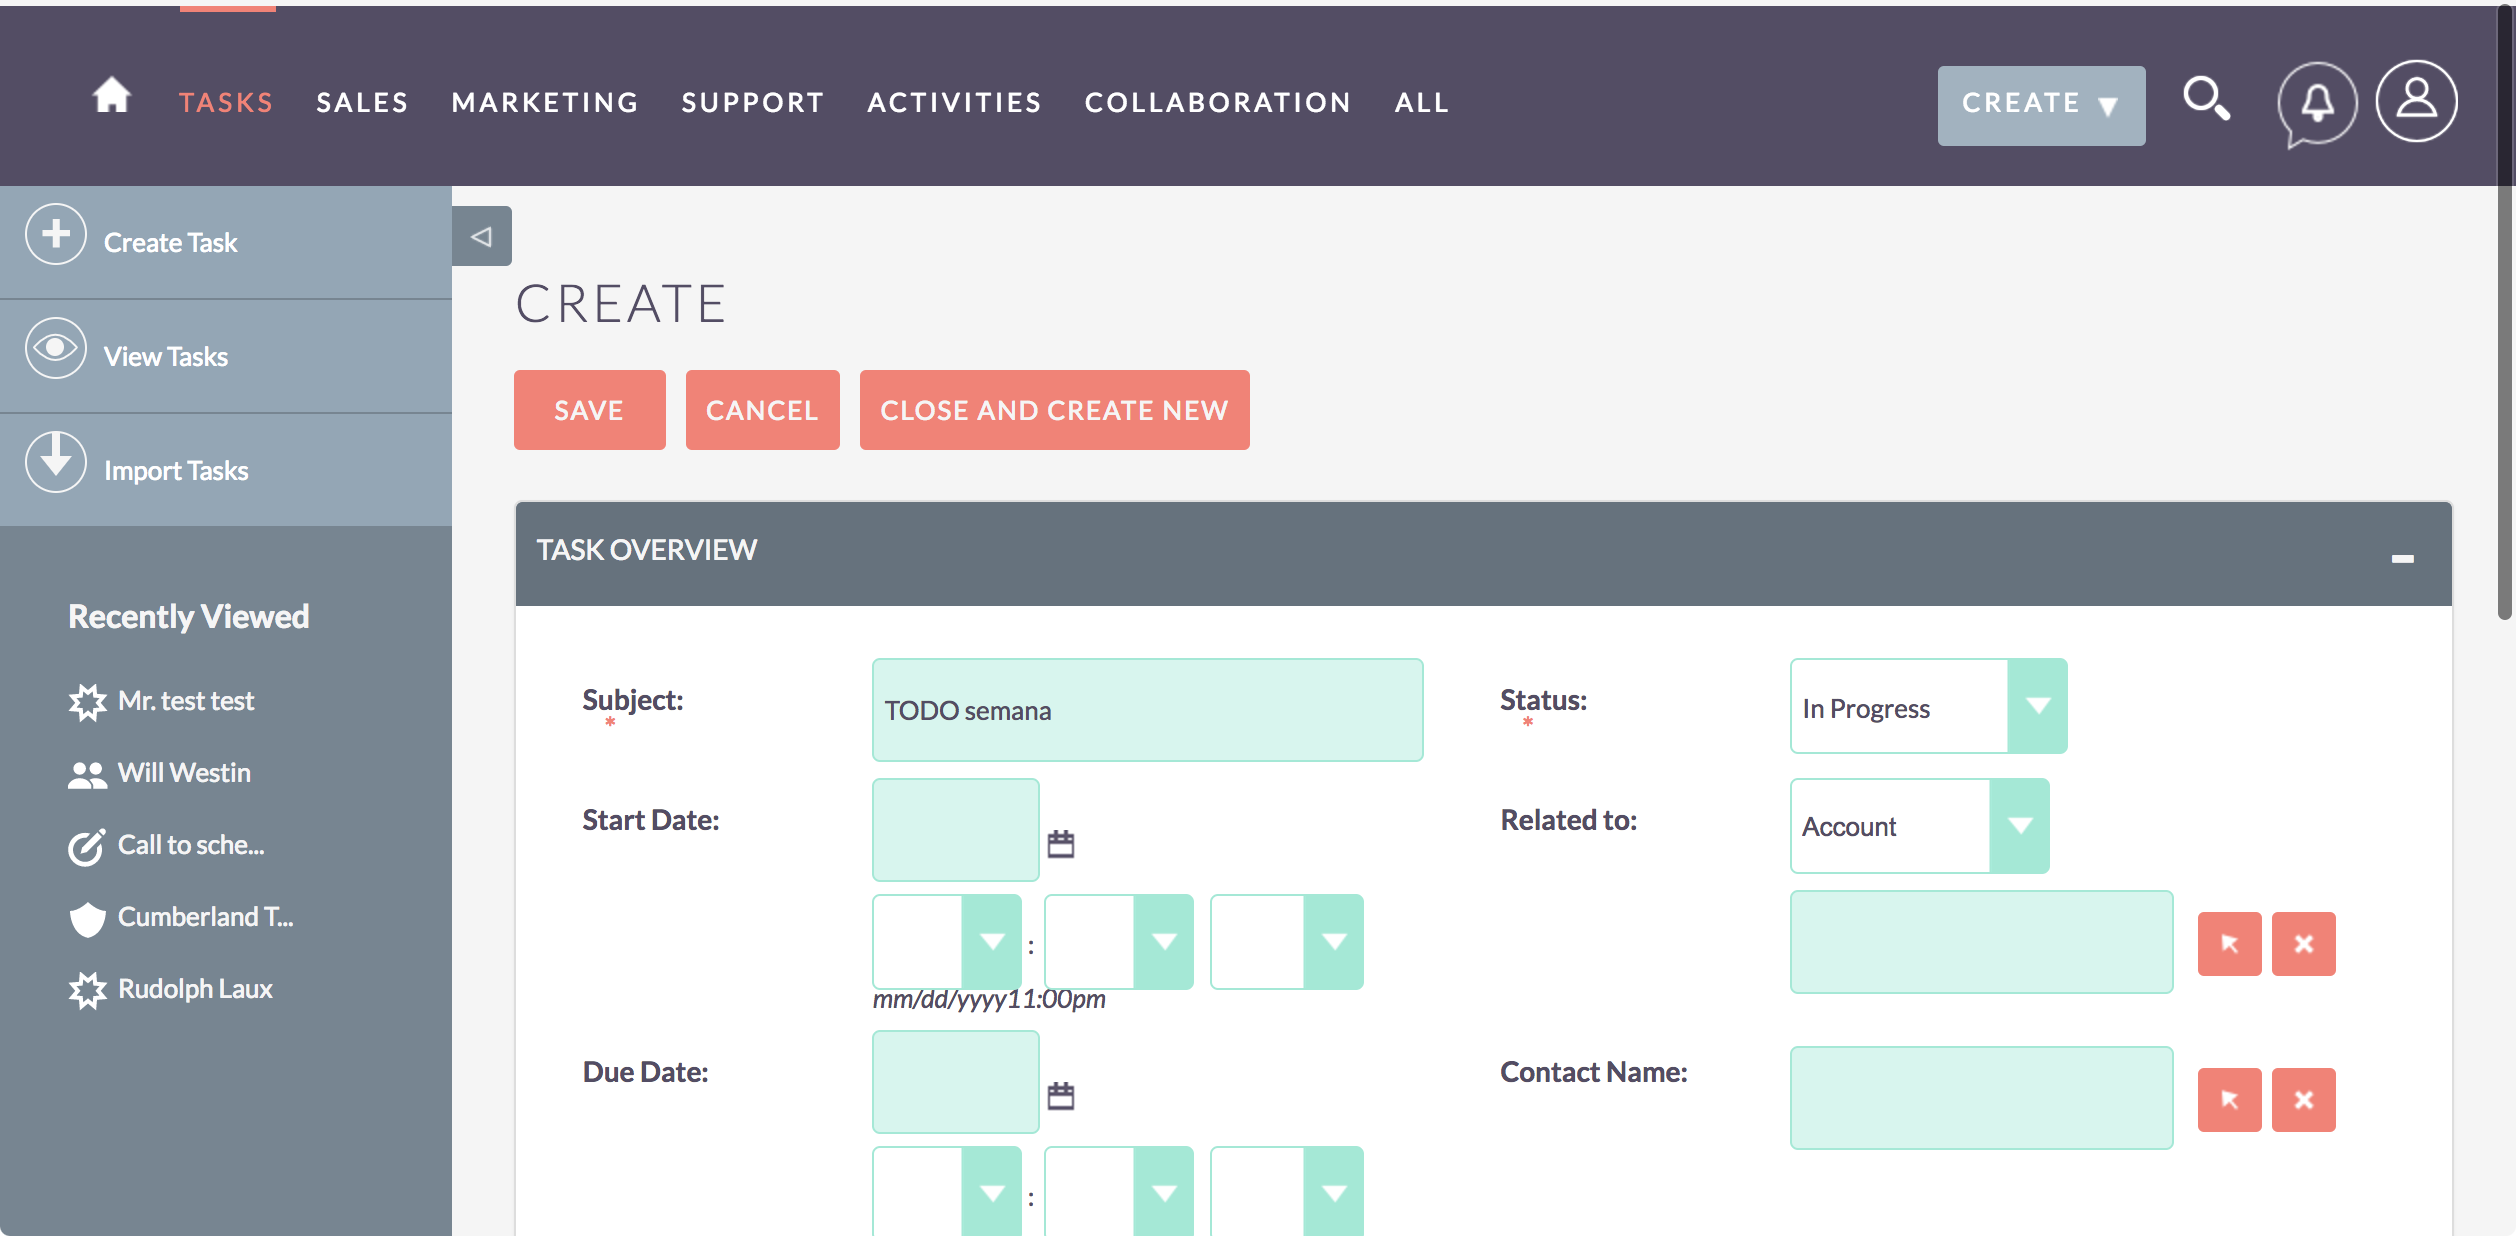 TASKS SALES MARKETING SUPPORT ACTIVITIES COLLABORATION ALL CREATE
Create Task
View Tasks
Import Tasks
Recently Viewed
Mr. test test
Will Westin
Call to sche...
Cumberland T...
Rudolph Laux
CREATE
SAVE CANCEL CLOSE AND CREATE NEW
TASK OVERVIEW
Subject: * TODO semana Status: * In Progress
Start Date: Related to: Account
:
mm/dd/yyyy11:00pm
Due Date: Contact Name:
: